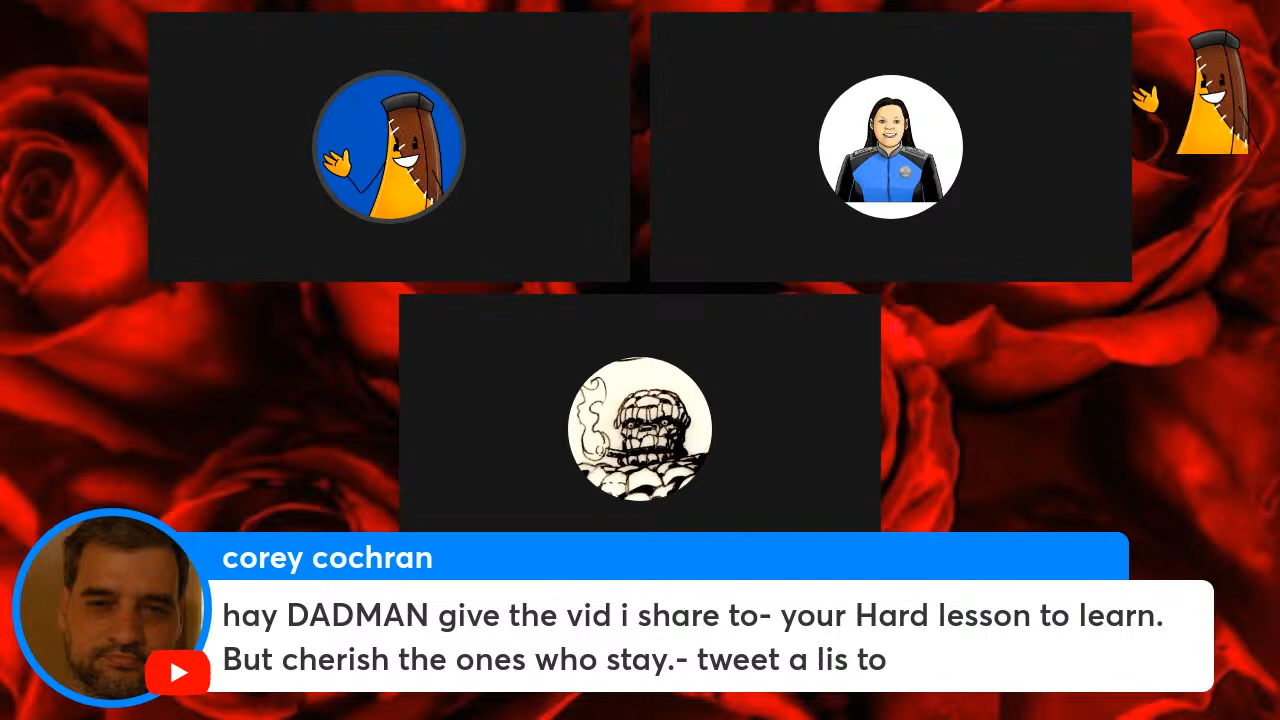 corey cochran
hay DADMAN give the vid i share to- your Hard lesson to learn.
But cherish the ones who stay.- tweet a lis to